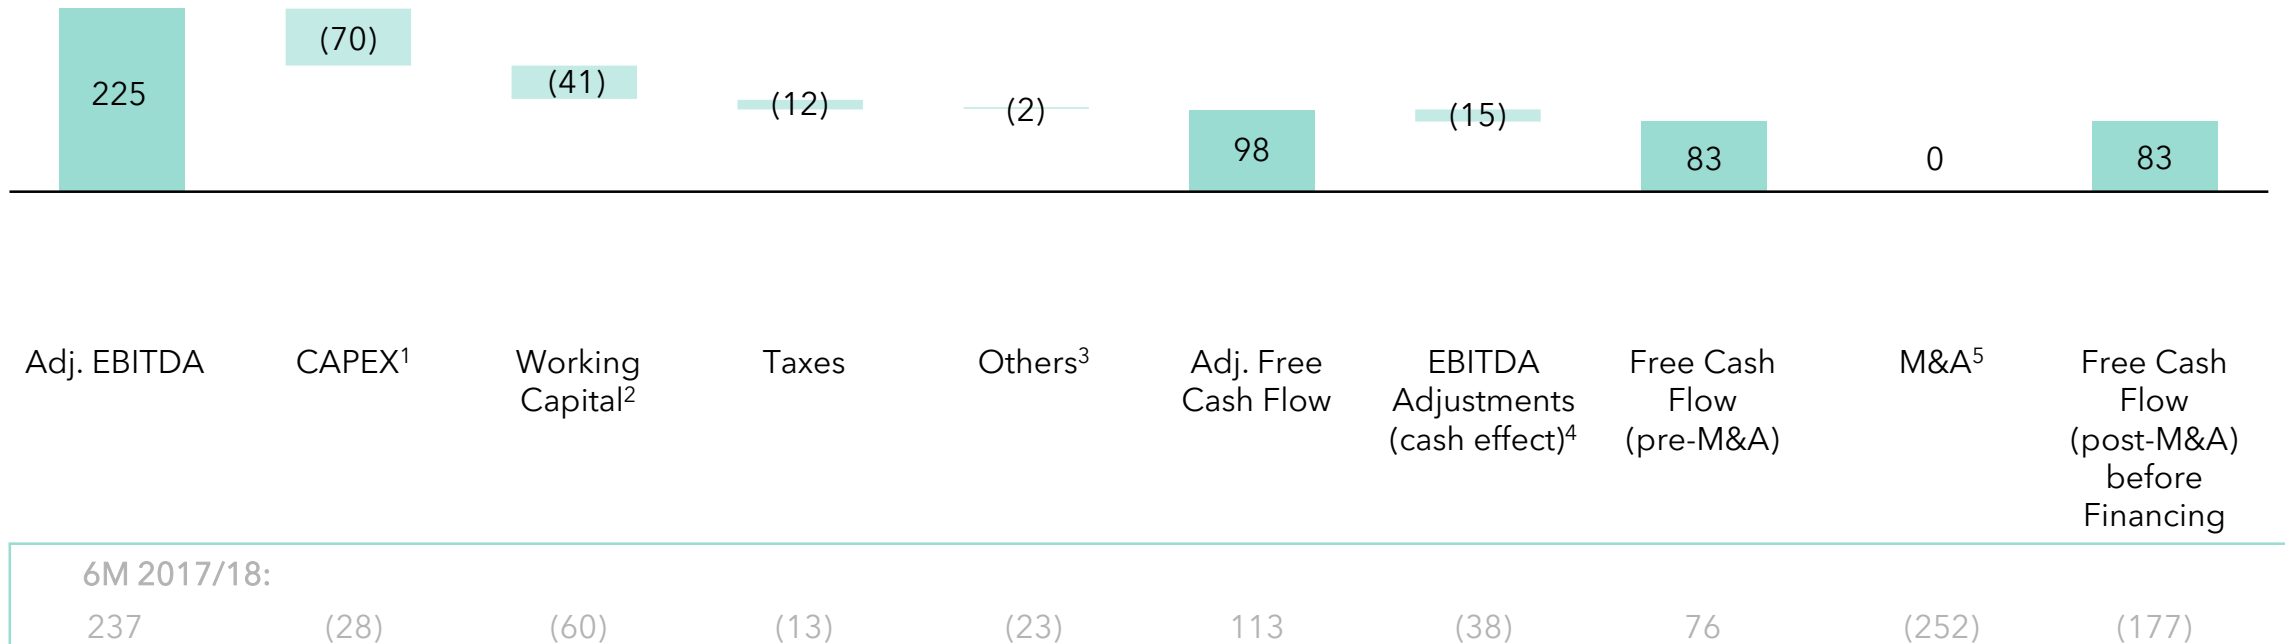 225
(70)
(41)
(12)
(2)
98
(15)
83
0
83
Adj. EBITDA
CAPEX¹
Working
Capital²
Taxes
Others³
Adj. Free
Cash Flow
EBITDA
Adjustments
(cash effect)⁴
Free Cash
Flow
(pre-M&A)
M&A⁵
Free Cash
Flow
(post-M&A)
before
Financing
6M 2017/18:
237 (28) (60) (13) (23) 113 (38) 76 (252) (177)